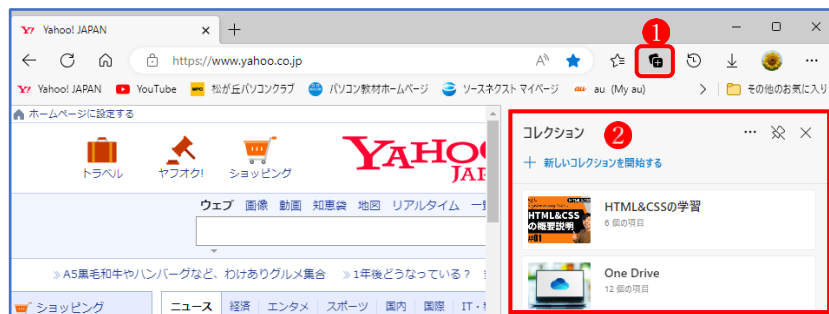 Yahoo! JAPAN
1
https://www.yahoo.co.jp
Yahoo! JAPAN YouTube 松が丘パソコンクラブ パソコン教材ホームページ ソースネクスト マイページ au au (My au) その他のお気に入り
ホームページに設定する
コレクション 2
トラベル ヤフオク! ショッピング
YAHOO
JAP
+ 新しいコレクションを開始する
ウェブ 画像 動画 知恵袋 地図 リアルタイム
HTML&CSSの学習
6 個の項目
HTML&CSS
の概要説明
#01
A5黒毛和牛やハンバーグなど、わけありグルメ集合 1年後どうなっている?
One Drive
12 個の項目
ショッピング ニュース 経済 エンタメ スポーツ 国内 国際 IT・